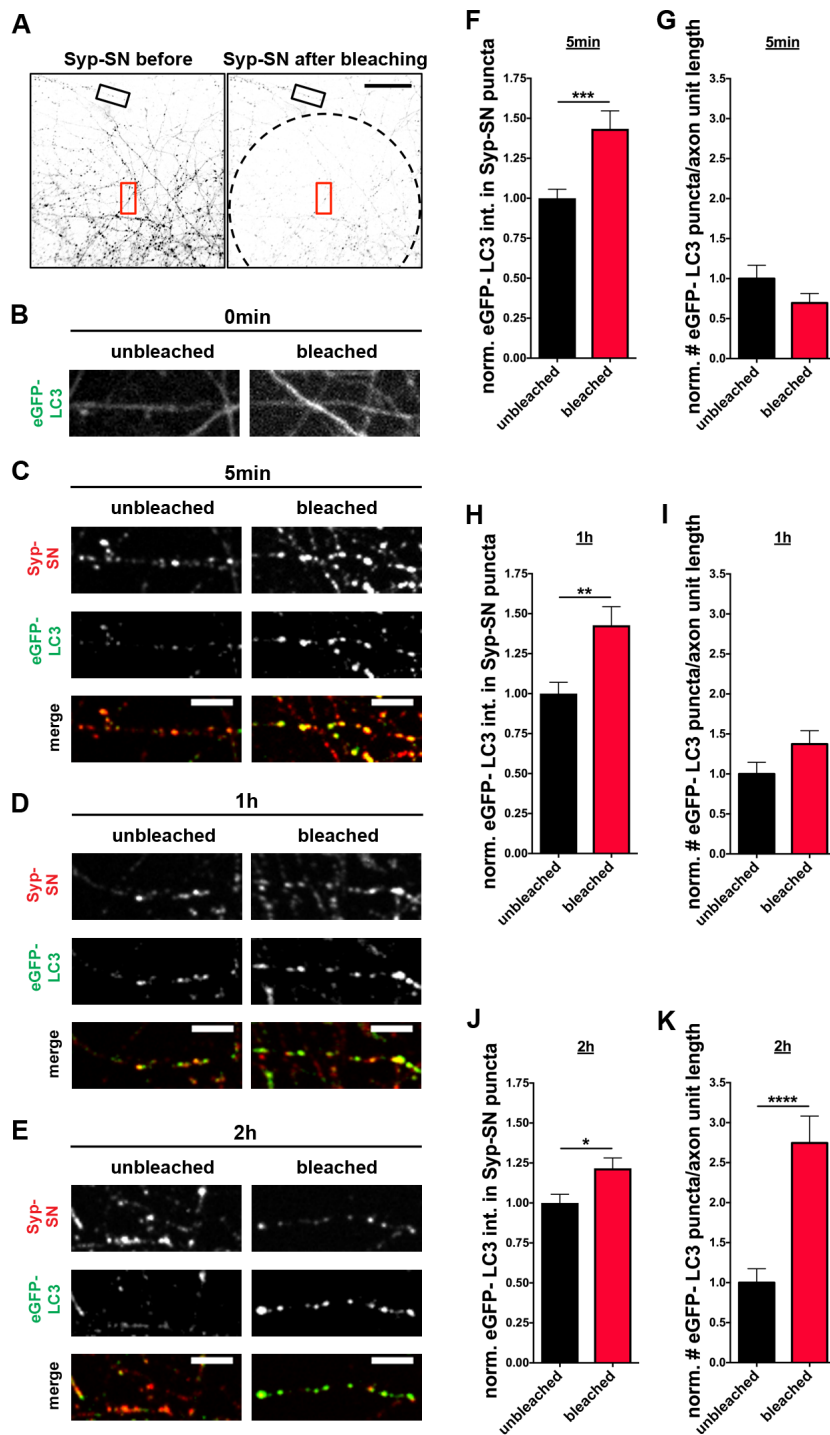 A
Syp-SN before
Syp-SN after bleaching
B
0min
unbleached
bleached
eGFP-
LC3
C
5min
unbleached
bleached
Syp-
SN
eGFP-
LC3
merge
D
1h
unbleached
bleached
Syp-
SN
eGFP-
LC3
merge
E
2h
unbleached
bleached
Syp-
SN
eGFP-
LC3
merge
F
5min
norm. eGFP- LC3 int. in Syp-SN puncta
1.75
1.50
1.25
1.00
0.75
0.50
0.25
0.00
***
unbleached
bleached
G
5min
norm. # eGFP- LC3 puncta/axon unit length
3.5
3.0
2.5
2.0
1.5
1.0
0.5
0.0
unbleached
bleached
H
1h
norm. eGFP- LC3 int. in Syp-SN puncta
1.75
1.50
1.25
1.00
0.75
0.50
0.25
0.00
**
unbleached
bleached
I
1h
norm. # eGFP- LC3 puncta/axon unit length
3.5
3.0
2.5
2.0
1.5
1.0
0.5
0.0
unbleached
bleached
J
2h
norm. eGFP- LC3 int. in Syp-SN puncta
1.75
1.50
1.25
1.00
0.75
0.50
0.25
0.00
*
unbleached
bleached
K
2h
norm. # eGFP- LC3 puncta/axon unit length
3.5
3.0
2.5
2.0
1.5
1.0
0.5
0.0
****
unbleached
bleached